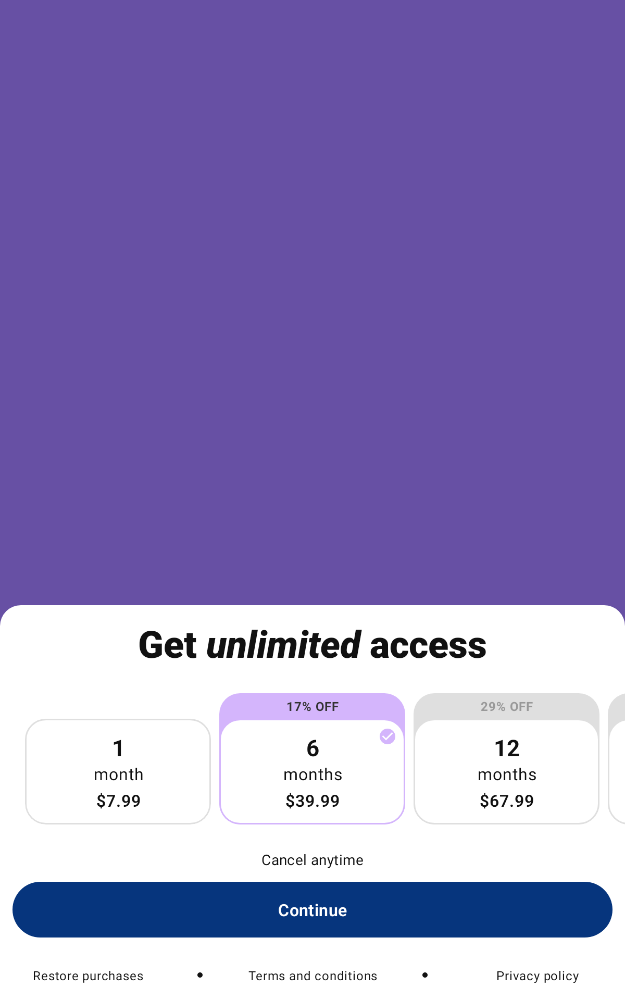 Get unlimited access
17% OFF
29% OFF
1
month
$7.99
6
months
$39.99
12
months
$67.99
Cancel anytime
Continue
Restore purchases • Terms and conditions • Privacy policy